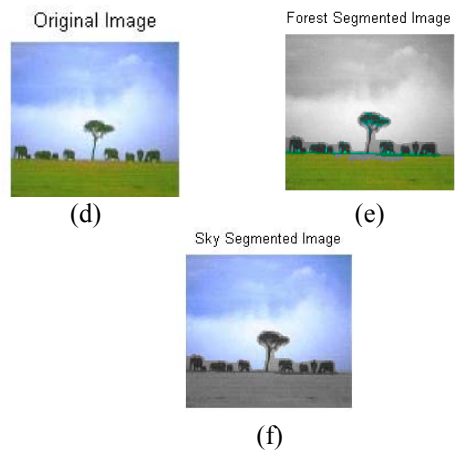 Original Image
Forest Segmented Image
(d)
(e)
Sky Segmented Image
(f)